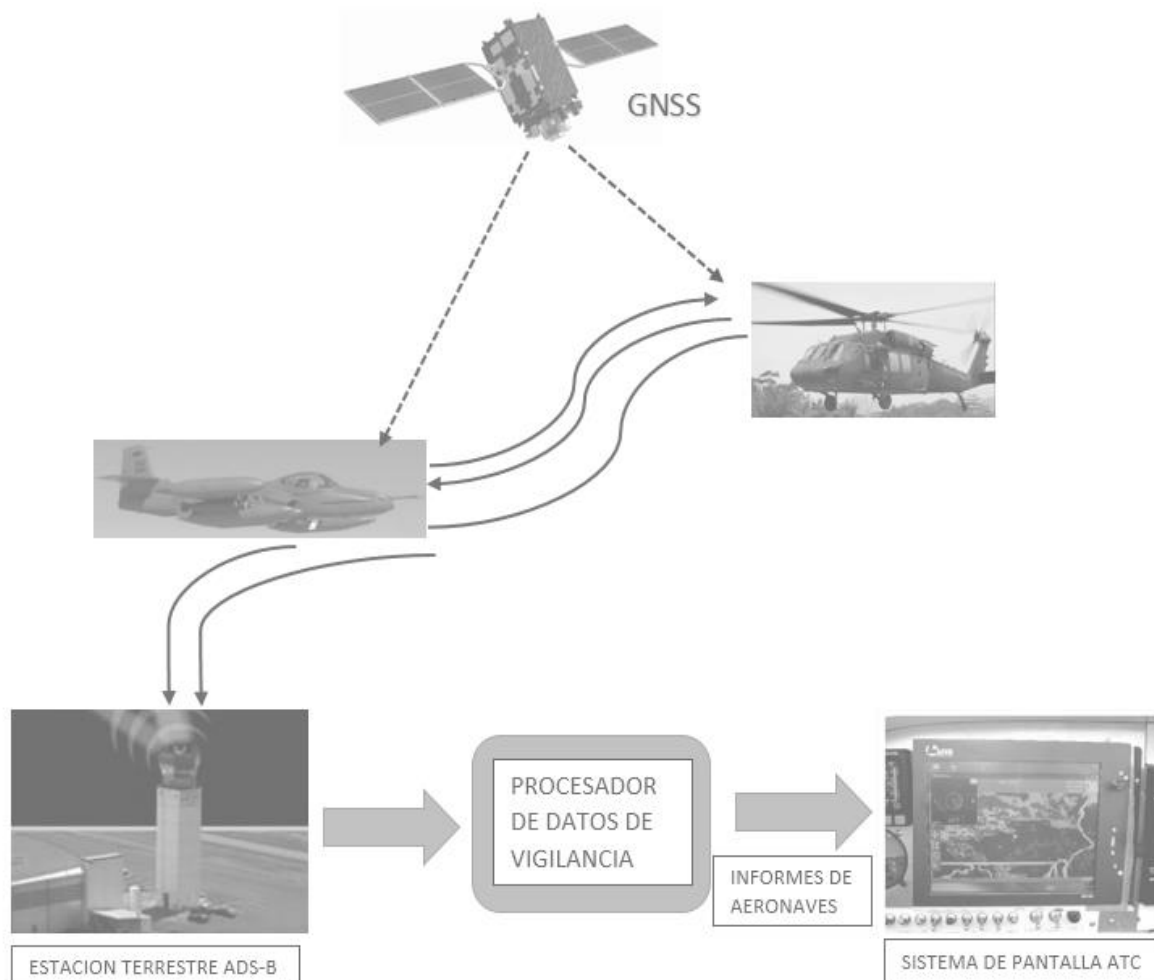 GNSS
PROCESADOR
DE DATOS DE
VIGILANCIA
INFORMES DE
AERONAVES
ESTACION TERRESTRE ADS-B
SISTEMA DE PANTALLA ATC